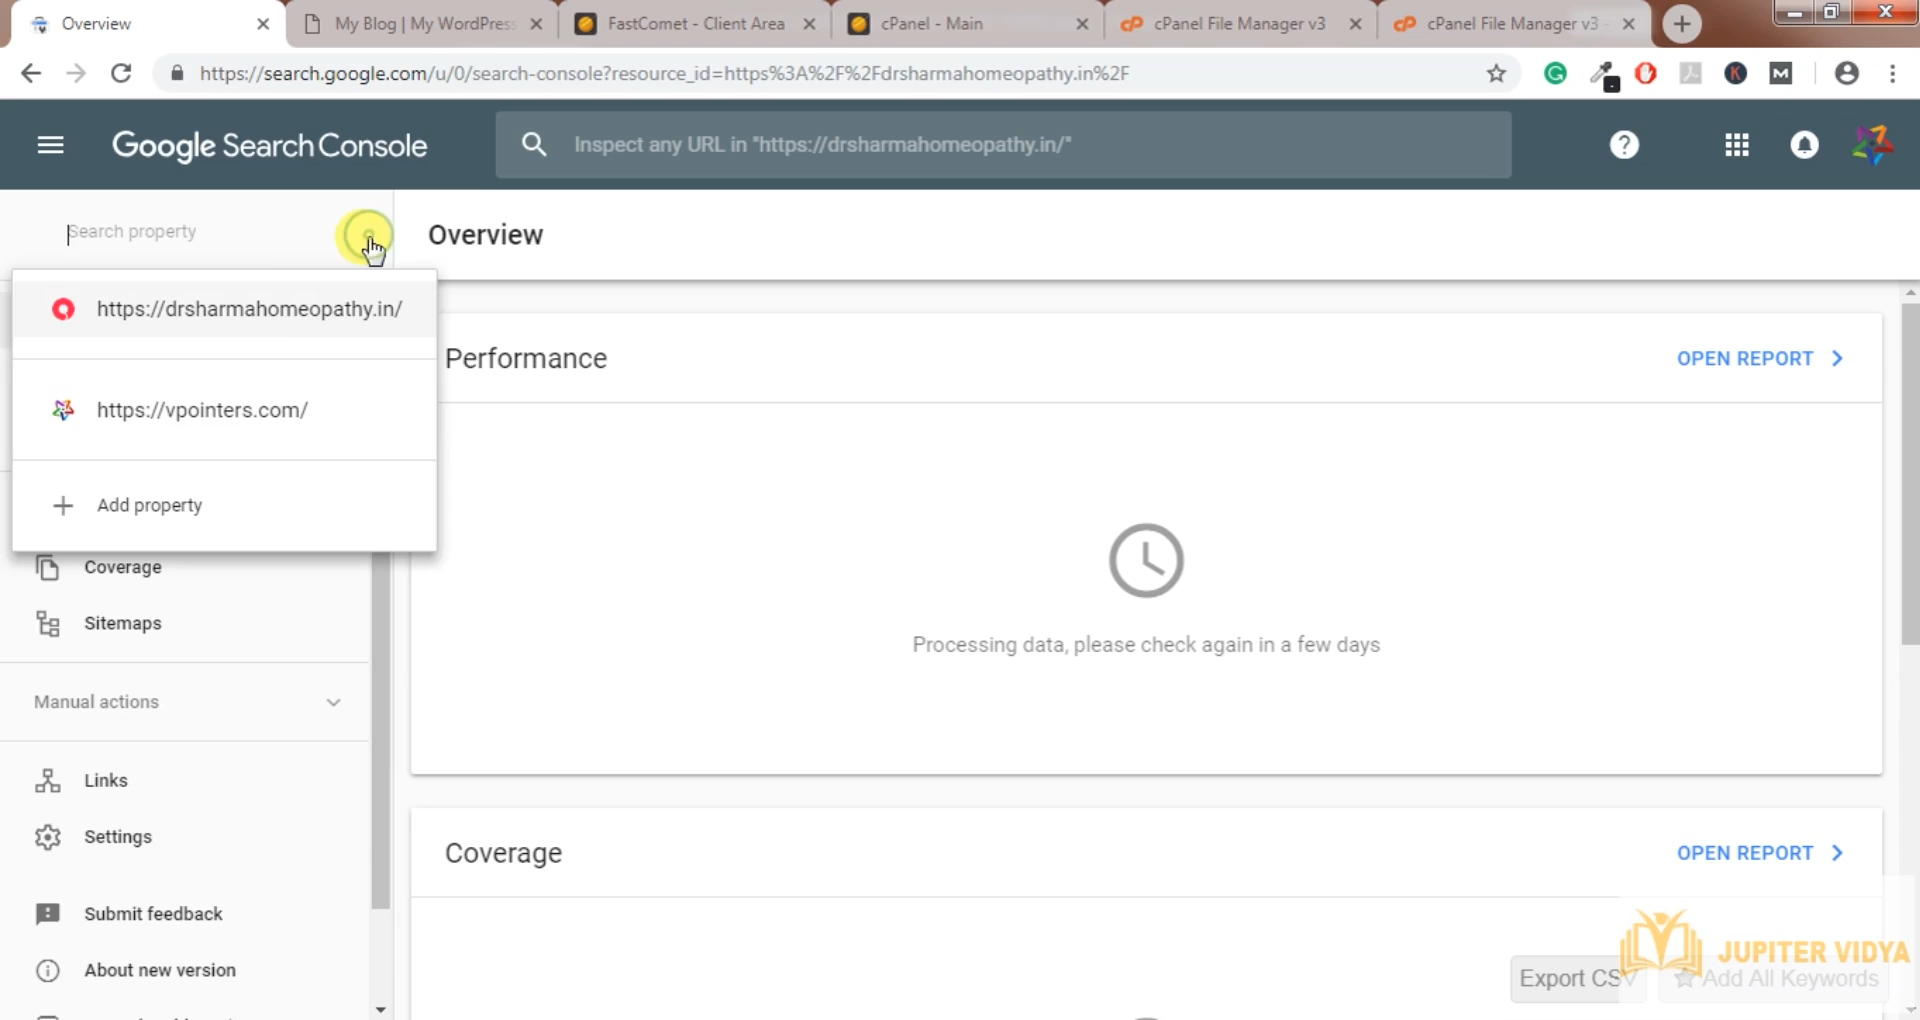 Overview
My Blog | My WordPress
FastComet - Client Area
cPanel - Main
cPanel File Manager v3
cPanel File Manager v3 -
https://search.google.com/u/0/search-console?resource_id=https%3A%2F%2Fdrsharmahomeopathy.in%2F
Google Search Console
Inspect any URL in "https://drsharmahomeopathy.in/"
Search property
Overview
https://drsharmahomeopathy.in/
https://vpointers.com/
Add property
Performance
OPEN REPORT
Processing data, please check again in a few days
Coverage
Sitemaps
Manual actions
Links
Settings
Submit feedback
About new version
Coverage
OPEN REPORT
JUPITER VIDYA
Export CSV
Add All Keywords